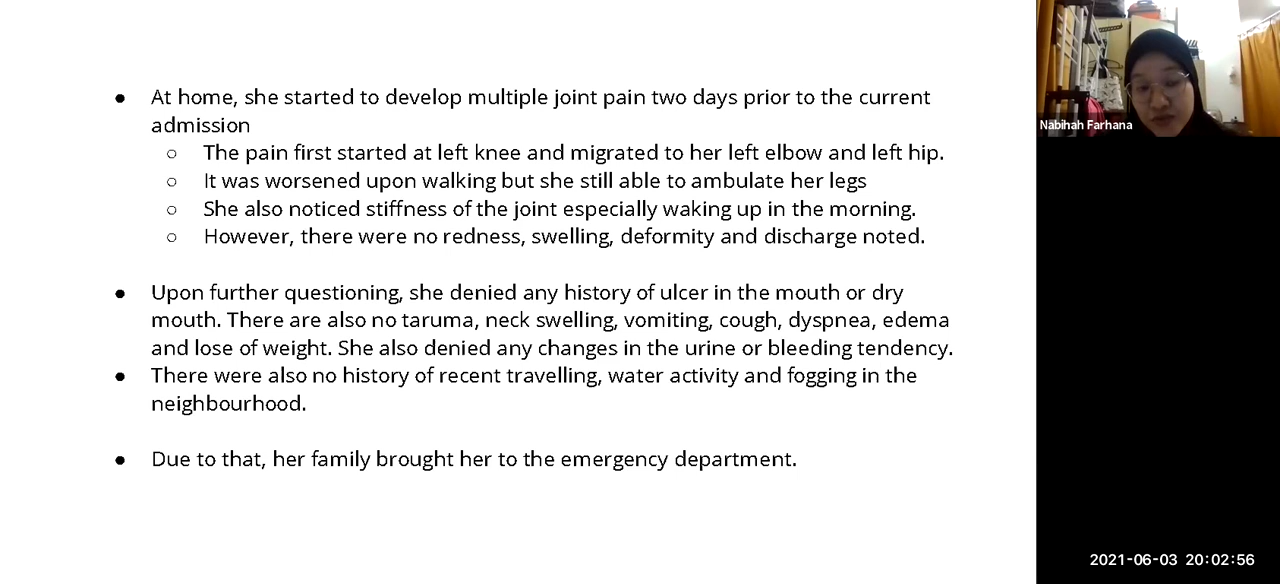 ● At home, she started to develop multiple joint pain two days prior to the current
admission
○ The pain first started at left knee and migrated to her left elbow and left hip.
○ It was worsened upon walking but she still able to ambulate her legs
○ She also noticed stiffness of the joint especially waking up in the morning.
○ However, there were no redness, swelling, deformity and discharge noted.
● Upon further questioning, she denied any history of ulcer in the mouth or dry
mouth. There are also no taruma, neck swelling, vomiting, cough, dyspnea, edema
and lose of weight. She also denied any changes in the urine or bleeding tendency.
● There were also no history of recent travelling, water activity and fogging in the
neighbourhood.
● Due to that, her family brought her to the emergency department.
Nabihah Farhana
2021-06-03 20:02:56